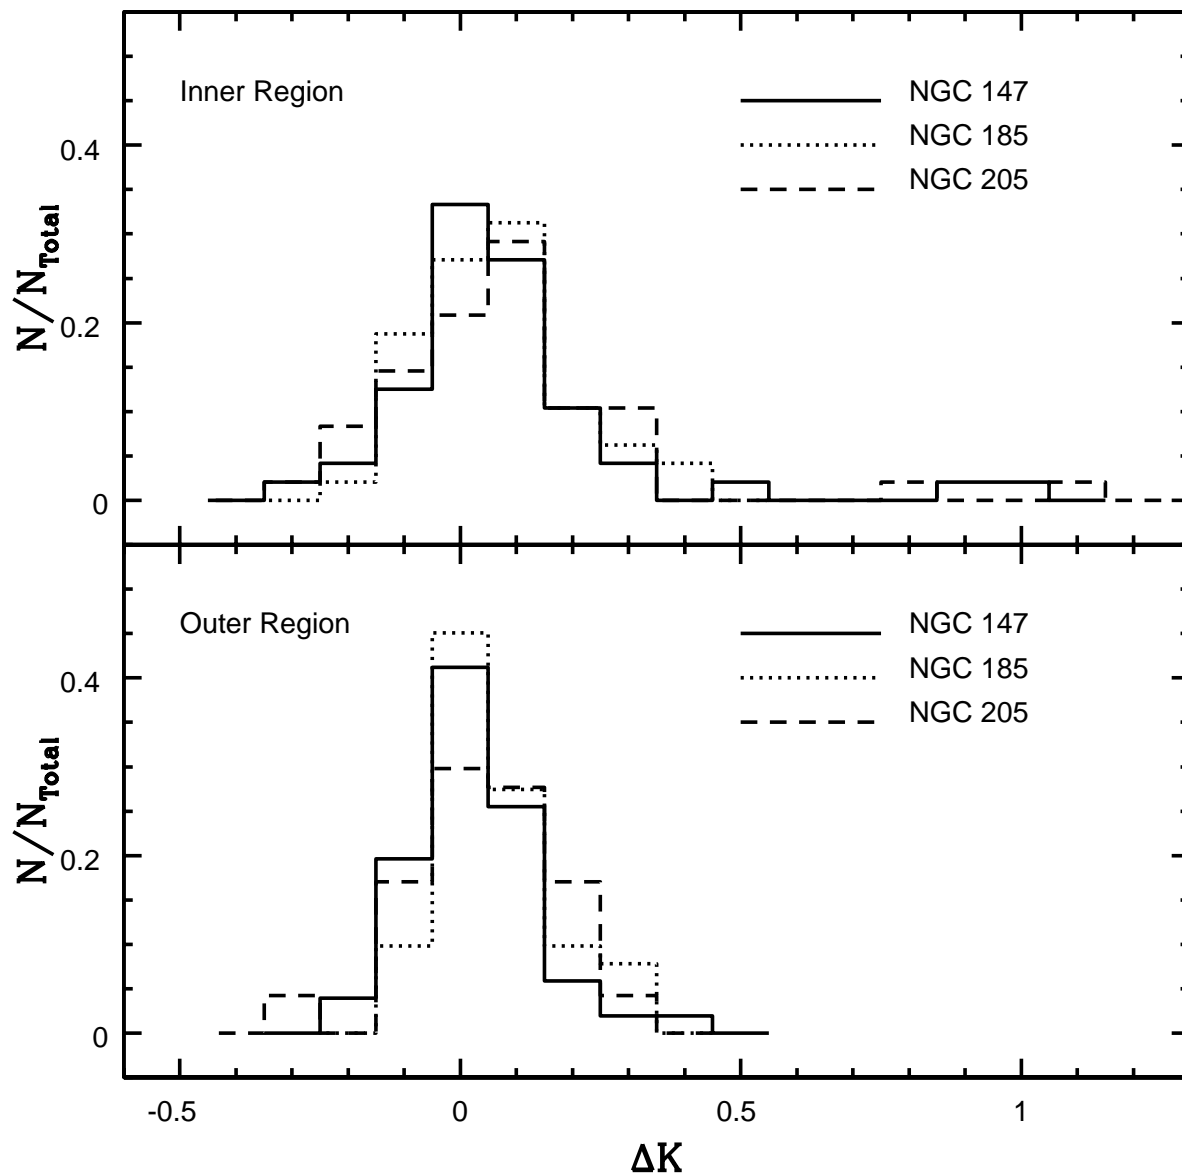 Inner Region
NGC 147
NGC 185
NGC 205
0.4
0.2
0
N/N_Total
Outer Region
NGC 147
NGC 185
NGC 205
0.4
0.2
0
N/N_Total
-0.5 0 0.5 1
ΔK